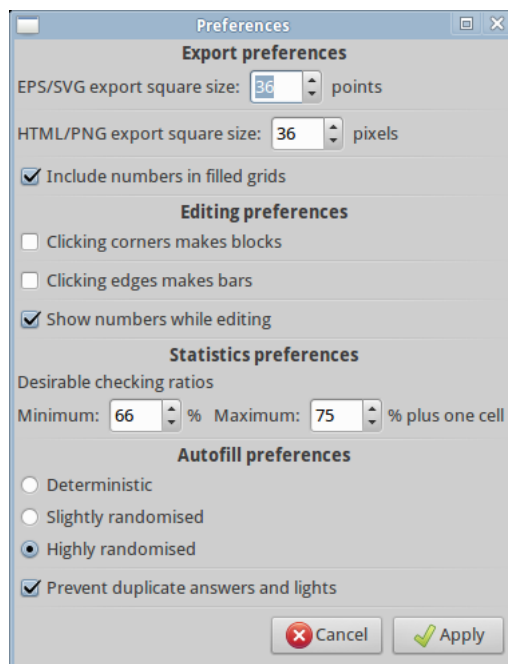 Preferences
Export preferences
EPS/SVG export square size: 36 points
HTML/PNG export square size: 36 pixels
Include numbers in filled grids
Editing preferences
Clicking corners makes blocks
Clicking edges makes bars
Show numbers while editing
Statistics preferences
Desirable checking ratios
Minimum: 66 % Maximum: 75 % plus one cell
Autofill preferences
Deterministic
Slightly randomised
Highly randomised
Prevent duplicate answers and lights
Cancel Apply